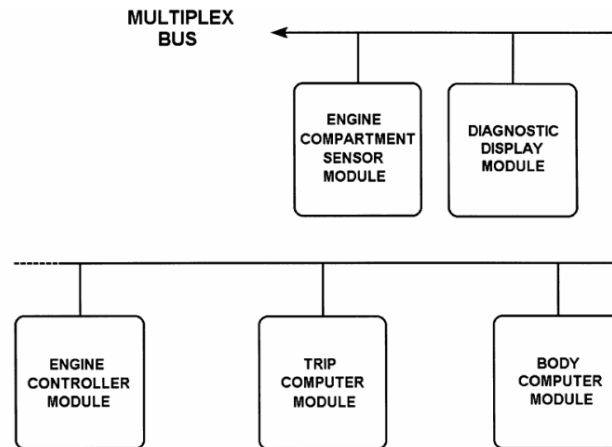 MULTIPLEX
BUS
ENGINE
COMPARTMENT
SENSOR
MODULE
DIAGNOSTIC
DISPLAY
MODULE
ENGINE
CONTROLLER
MODULE
TRIP
COMPUTER
MODULE
BODY
COMPUTER
MODULE